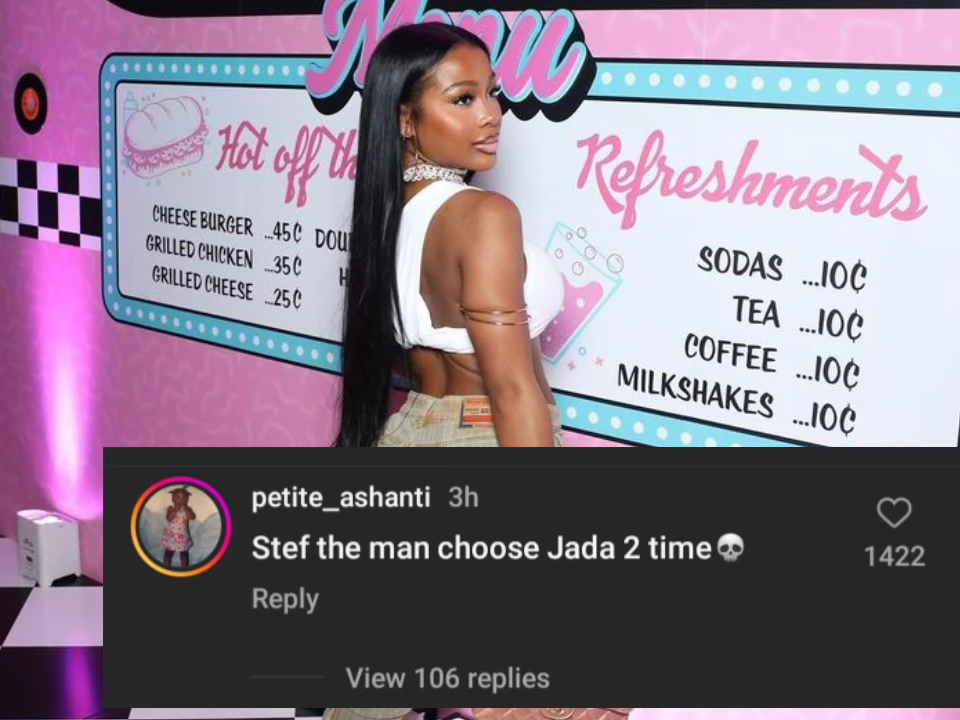 Menu
Hot off th
CHEESE BURGER ...45¢
GRILLED CHICKEN ...35¢
GRILLED CHEESE ...25¢
DOU
H
Refreshments
SODAS ...10¢
TEA ...10¢
COFFEE ...10¢
MILKSHAKES ...10¢
petite_ashanti 3h
Stef the man choose Jada 2 time💀
1422
Reply
View 106 replies